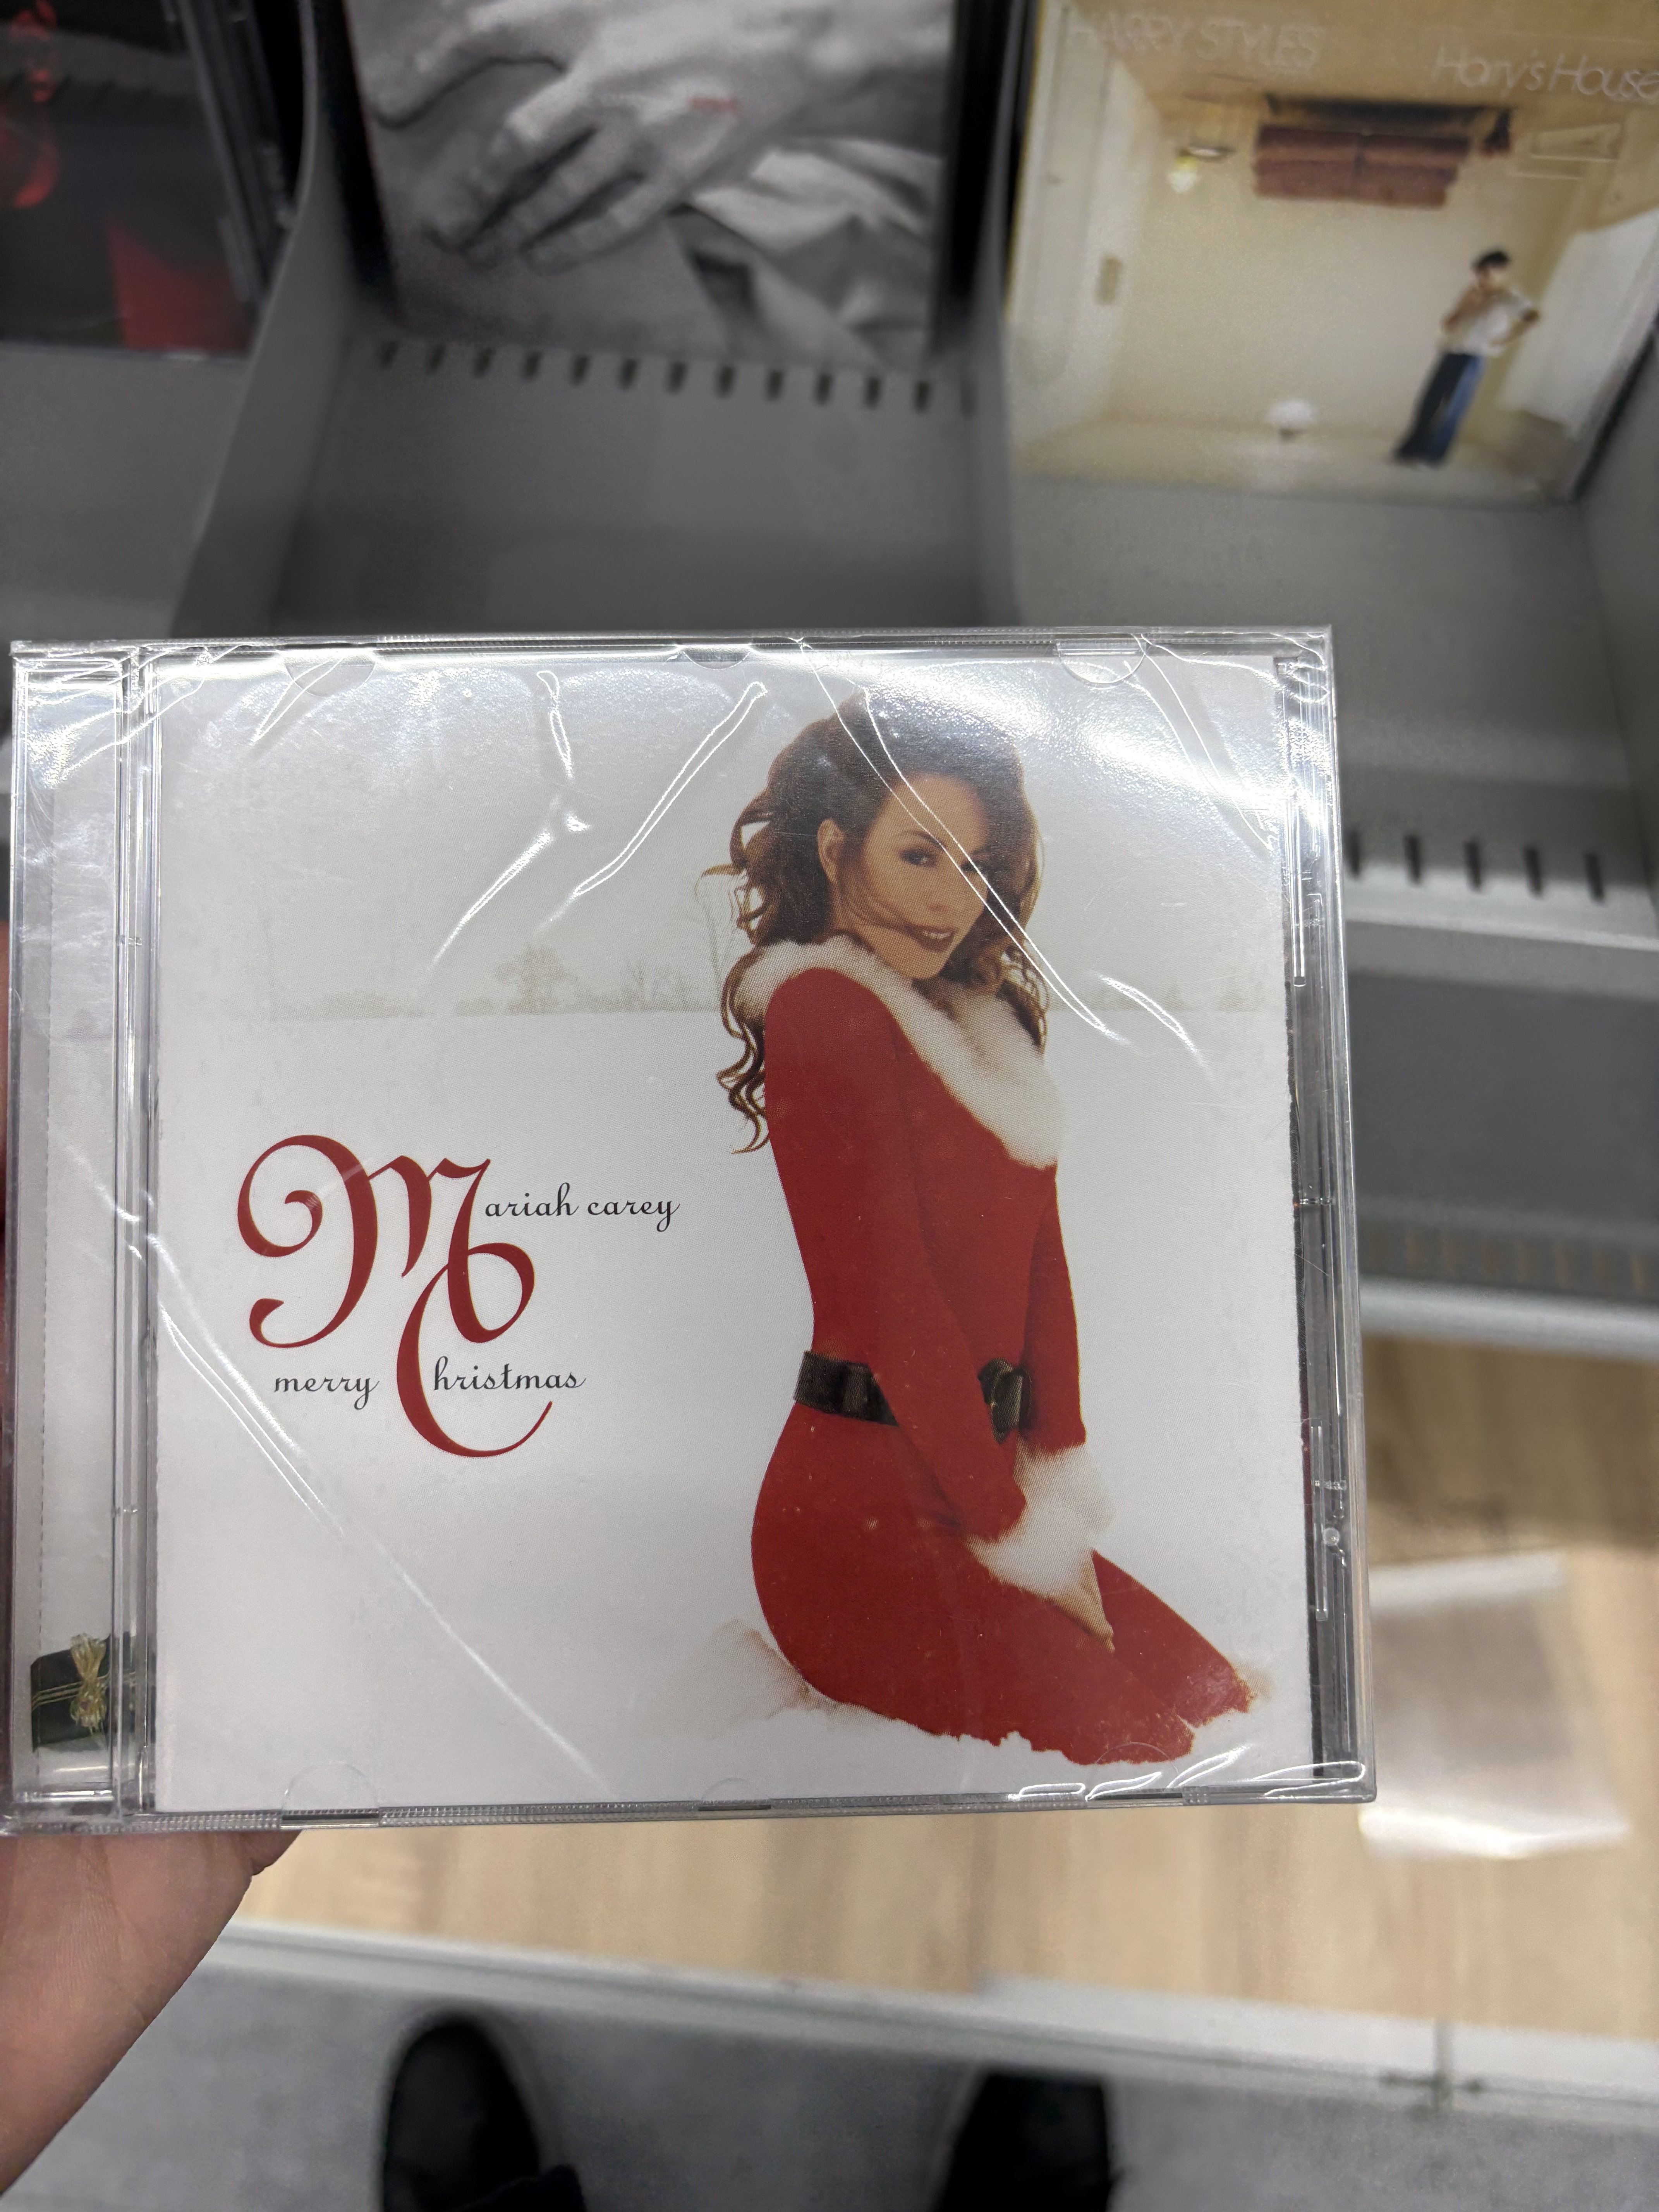 HARRY STYLES
Harry's House
Mariah carey
merry Christmas